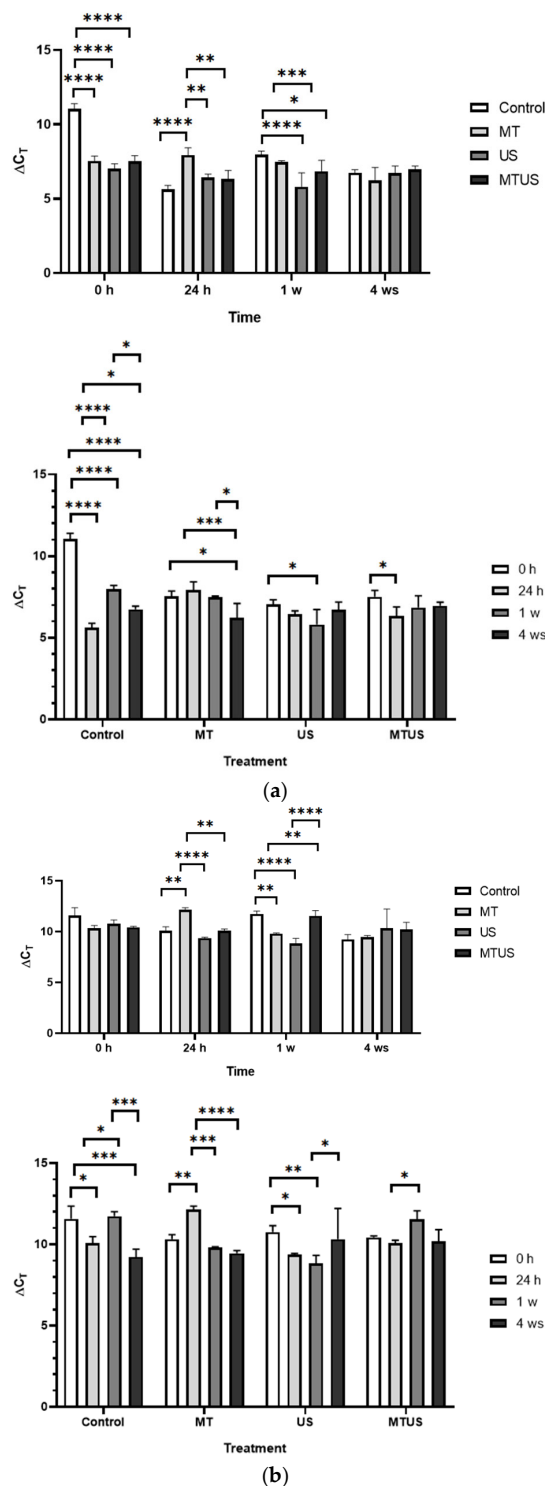 ****
****
**
***
****
**
*
****
****
15
10
5
0
ΔCT
0 h
24 h
1 w
4 ws
Time
Control
MT
US
MTUS
*
*
****
****
*
****
***
****
*
*
*
15
10
5
0
ΔCT
Control
MT
US
MTUS
Treatment
0 h
24 h
1 w
4 ws
(a)
****
**
**
****
****
**
**
15
10
5
0
ΔCT
0 h
24 h
1 w
4 ws
Time
Control
MT
US
MTUS
***
****
*
***
*
**
*
***
**
*
*
15
10
5
0
ΔCT
Control
MT
US
MTUS
Treatment
0 h
24 h
1 w
4 ws
(b)